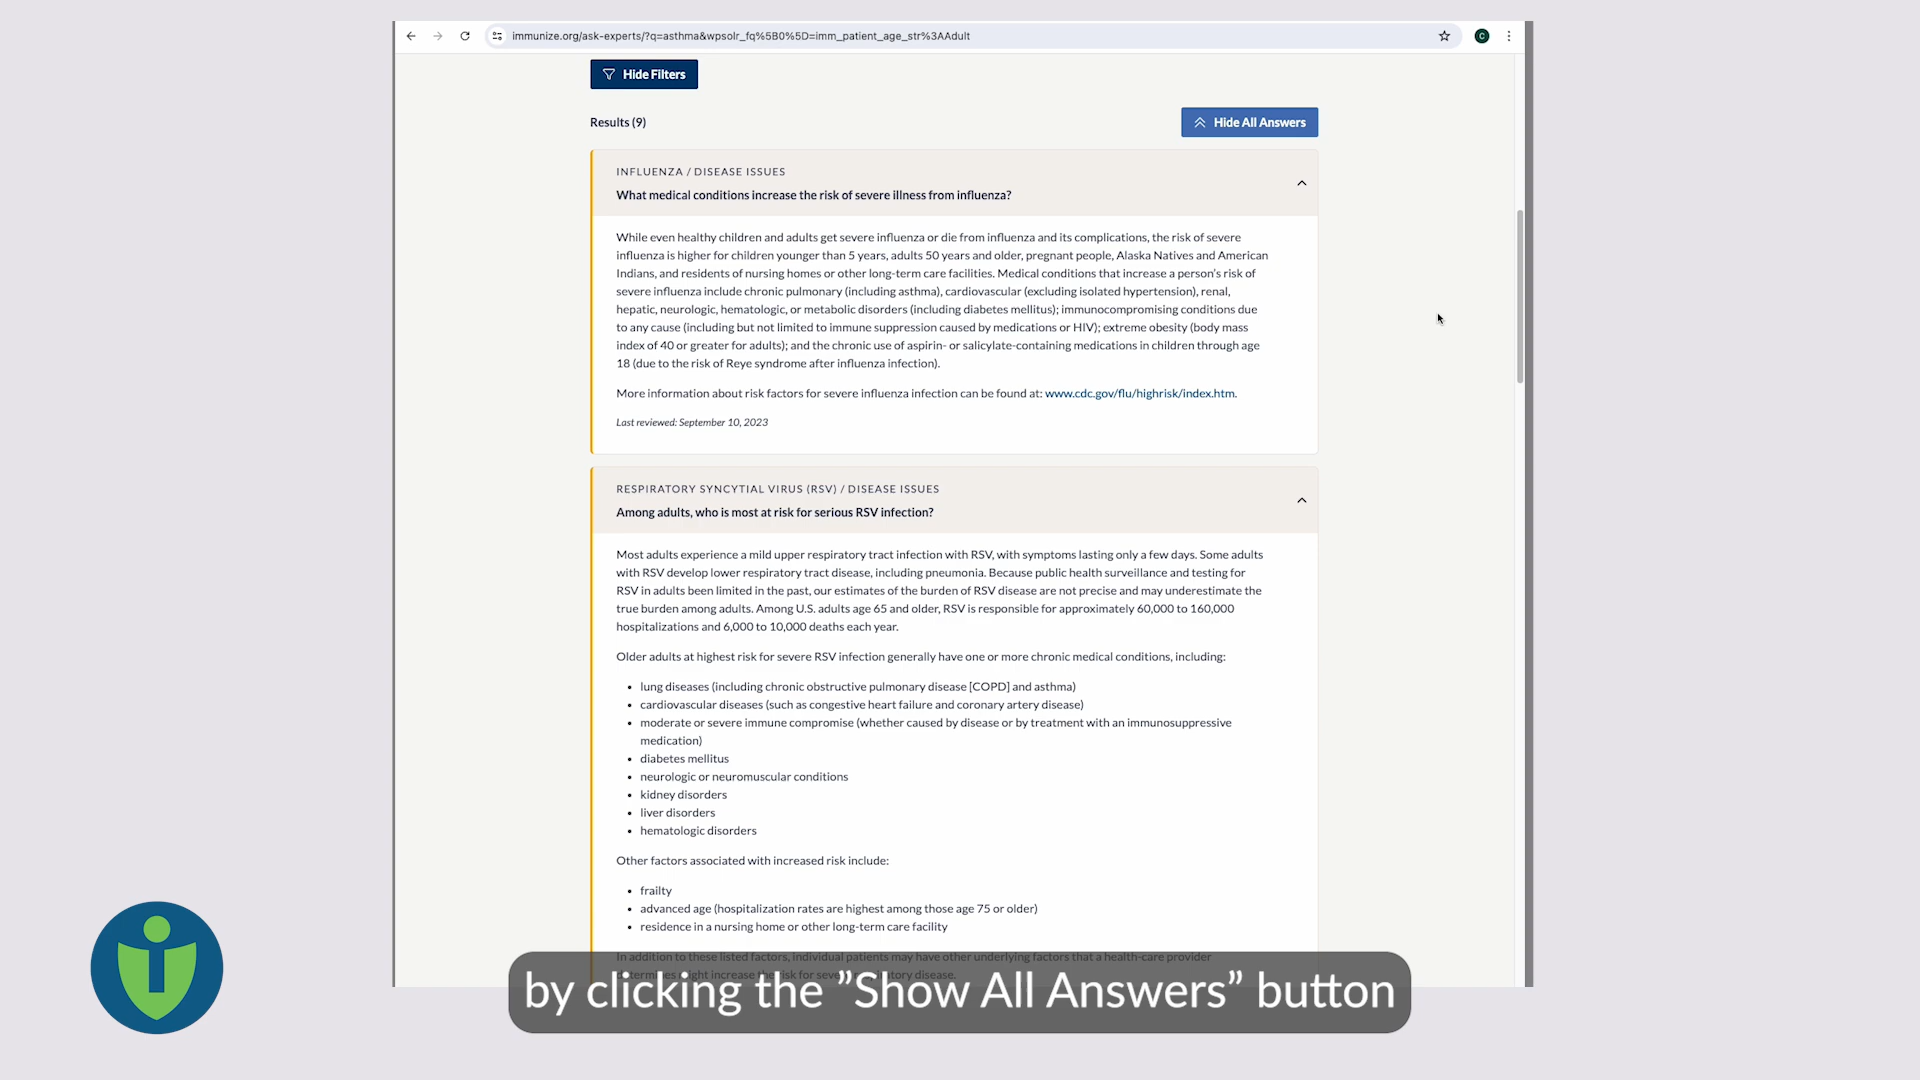 immunize.org/ask-experts/?q=asthma&wpsolr_fq%5B0%5D=imm_patient_age_str%3AAdult
C
Hide Filters
Results (9)
Hide All Answers
INFLUENZA / DISEASE ISSUES
What medical conditions increase the risk of severe illness from influenza?
While even healthy children and adults get severe influenza or die from influenza and its complications, the risk of severe
influenza is higher for children younger than 5 years, adults 50 years and older, pregnant people, Alaska Natives and American
Indians, and residents of nursing homes or other long-term care facilities. Medical conditions that increase a person's risk of
severe influenza include chronic pulmonary (including asthma), cardiovascular (excluding isolated hypertension), renal,
hepatic, neurologic, hematologic, or metabolic disorders (including diabetes mellitus); immunocompromising conditions due
to any cause (including but not limited to immune suppression caused by medications or HIV); extreme obesity (body mass
index of 40 or greater for adults); and the chronic use of aspirin- or salicylate-containing medications in children through age
18 (due to the risk of Reye syndrome after influenza infection).
More information about risk factors for severe influenza infection can be found at: www.cdc.gov/flu/highrisk/index.htm.
Last reviewed: September 10, 2023
RESPIRATORY SYNCYTIAL VIRUS (RSV) / DISEASE ISSUES
Among adults, who is most at risk for serious RSV infection?
Most adults experience a mild upper respiratory tract infection with RSV, with symptoms lasting only a few days. Some adults
with RSV develop lower respiratory tract disease, including pneumonia. Because public health surveillance and testing for
RSV in adults been limited in the past, our estimates of the burden of RSV disease are not precise and may underestimate the
true burden among adults. Among U.S. adults age 65 and older, RSV is responsible for approximately 60,000 to 160,000
hospitalizations and 6,000 to 10,000 deaths each year.
Older adults at highest risk for severe RSV infection generally have one or more chronic medical conditions, including:
• lung diseases (including chronic obstructive pulmonary disease [COPD] and asthma)
• cardiovascular diseases (such as congestive heart failure and coronary artery disease)
• moderate or severe immune compromise (whether caused by disease or by treatment with an immunosuppressive
medication)
• diabetes mellitus
• neurologic or neuromuscular conditions
• kidney disorders
• liver disorders
• hematologic disorders
Other factors associated with increased risk include:
• frailty
• advanced age (hospitalization rates are highest among those age 75 or older)
• residence in a nursing home or other long-term care facility
In addition to these listed factors, individual patients may have other underlying factors that a health-care provider
by clicking the ”Show All Answers” button